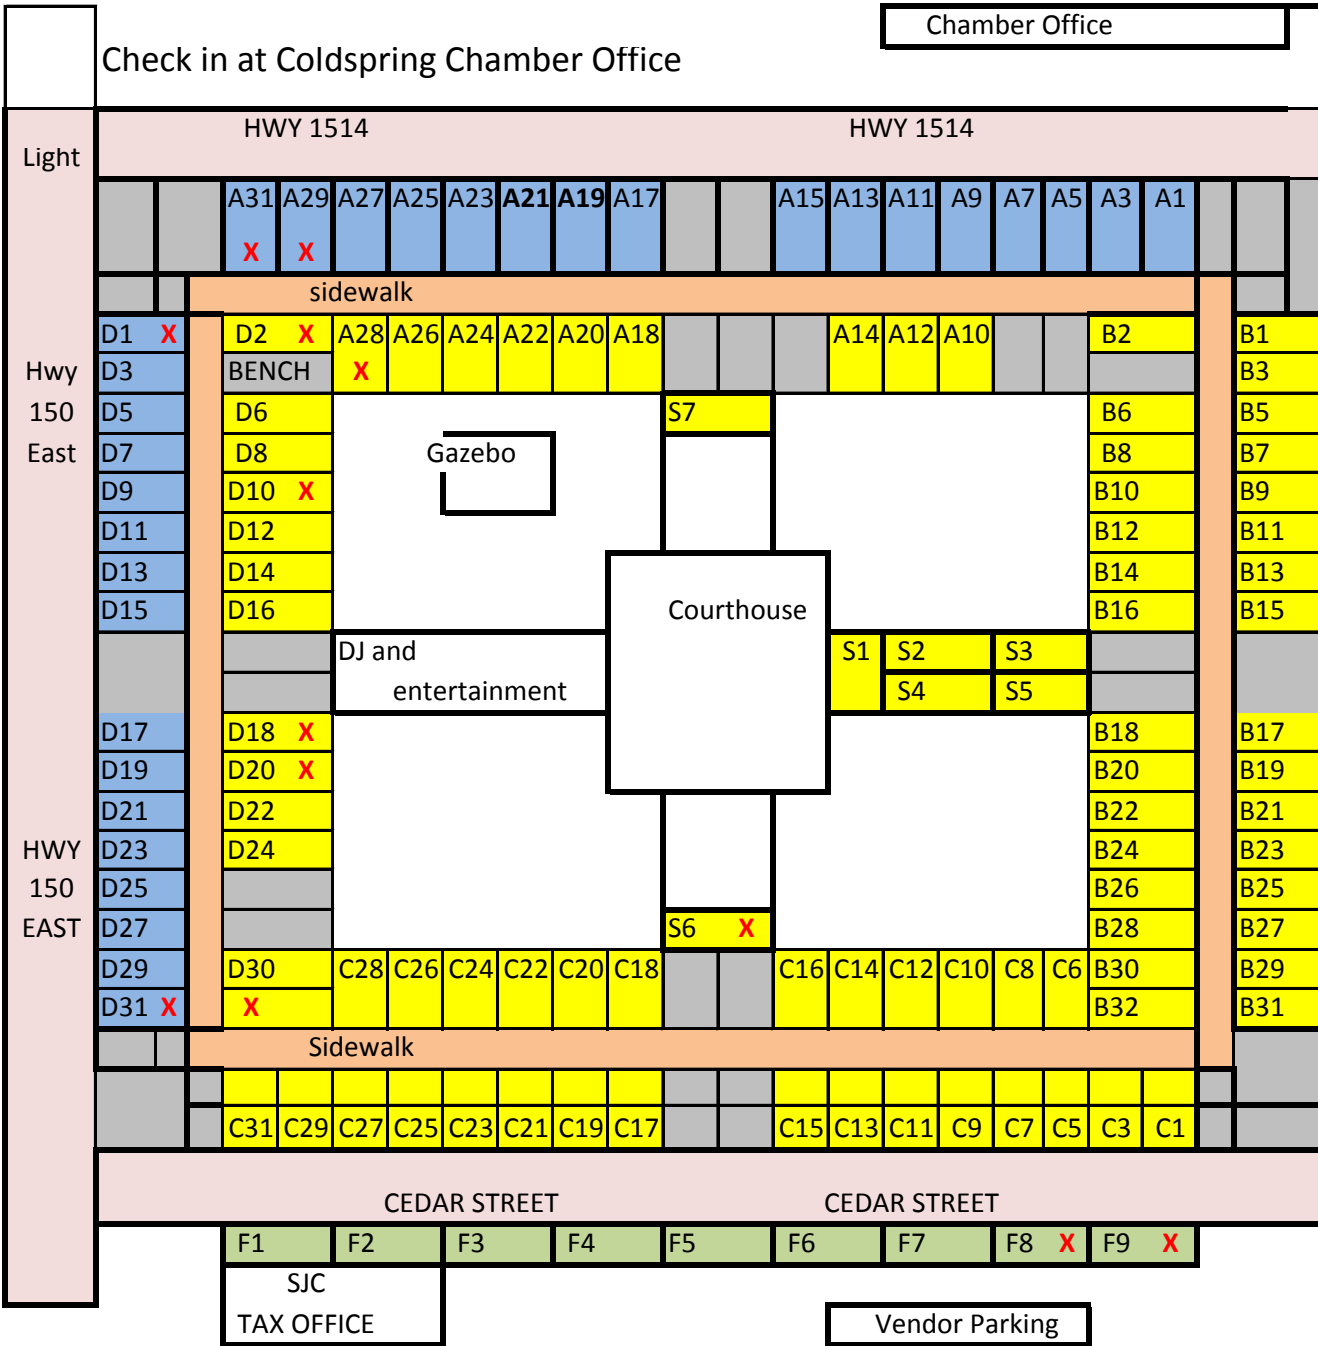 Chamber Office
Check in at Coldspring Chamber Office
HWY 1514 HWY 1514
Light
A31 A29 A27 A25 A23 A21 A19 A17 A15 A13 A11 A9 A7 A5 A3 A1
X X
sidewalk
D1 X D2 X A28 A26 A24 A22 A20 A18 A14 A12 A10 B2 B1
Hwy D3 BENCH X B3
150 D5 D6 S7 B6 B5
East D7 D8 Gazebo B8 B7
D9 D10 X B10 B9
D11 D12 B12 B11
D13 D14 B14 B13
D15 D16 Courthouse B16 B15
DJ and S1 S2 S3
entertainment S4 S5
D17 D18 X B18 B17
D19 D20 X B20 B19
D21 D22 B22 B21
HWY D23 D24 B24 B23
150 D25 B26 B25
EAST D27 S6 X B28 B27
D29 D30 C28 C26 C24 C22 C20 C18 C16 C14 C12 C10 C8 C6 B30 B29
D31 X X B32 B31
Sidewalk
C31 C29 C27 C25 C23 C21 C19 C17 C15 C13 C11 C9 C7 C5 C3 C1
CEDAR STREET CEDAR STREET
F1 F2 F3 F4 F5 F6 F7 F8 X F9 X
SJC
TAX OFFICE Vendor Parking